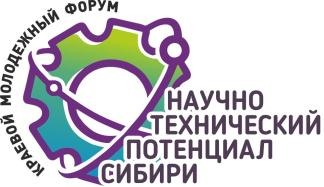 КРАЕВОЙ МОЛОДЕЖНЫЙ ФОРУМ
НАУЧНО
ТЕХНИЧЕСКИЙ
ПОТЕНЦИАЛ
СИБИРИ